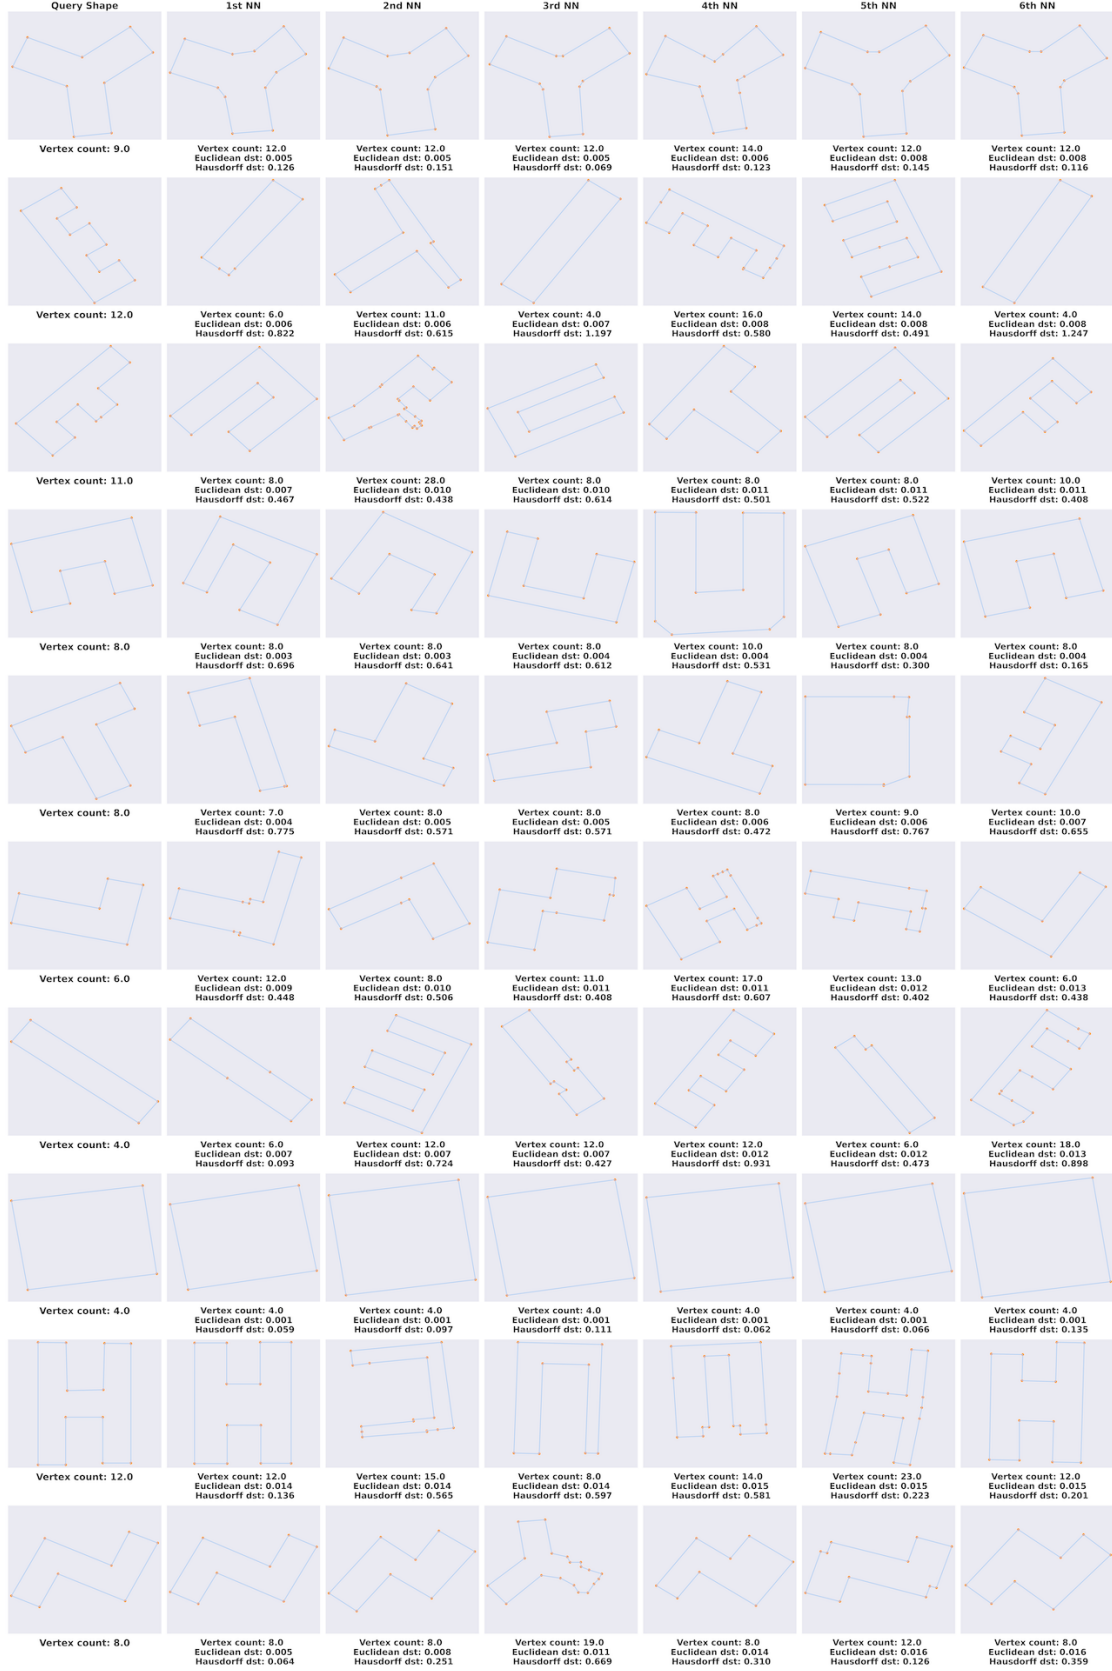 Query Shape 1st NN 2nd NN 3rd NN 4th NN 5th NN 6th NN
Vertex count: 9.0 Vertex count: 12.0 Vertex count: 12.0 Vertex count: 12.0 Vertex count: 14.0 Vertex count: 12.0 Vertex count: 12.0
Euclidean dst: 0.005 Euclidean dst: 0.005 Euclidean dst: 0.005 Euclidean dst: 0.006 Euclidean dst: 0.008 Euclidean dst: 0.008
Hausdorff dst: 0.126 Hausdorff dst: 0.151 Hausdorff dst: 0.069 Hausdorff dst: 0.123 Hausdorff dst: 0.145 Hausdorff dst: 0.116
Vertex count: 12.0 Vertex count: 6.0 Vertex count: 11.0 Vertex count: 4.0 Vertex count: 16.0 Vertex count: 14.0 Vertex count: 4.0
Euclidean dst: 0.006 Euclidean dst: 0.006 Euclidean dst: 0.007 Euclidean dst: 0.008 Euclidean dst: 0.008 Euclidean dst: 0.008
Hausdorff dst: 0.822 Hausdorff dst: 0.615 Hausdorff dst: 1.197 Hausdorff dst: 0.580 Hausdorff dst: 0.491 Hausdorff dst: 1.247
Vertex count: 11.0 Vertex count: 8.0 Vertex count: 28.0 Vertex count: 8.0 Vertex count: 8.0 Vertex count: 8.0 Vertex count: 10.0
Euclidean dst: 0.007 Euclidean dst: 0.010 Euclidean dst: 0.010 Euclidean dst: 0.011 Euclidean dst: 0.011 Euclidean dst: 0.011
Hausdorff dst: 0.467 Hausdorff dst: 0.438 Hausdorff dst: 0.614 Hausdorff dst: 0.501 Hausdorff dst: 0.522 Hausdorff dst: 0.408
Vertex count: 8.0 Vertex count: 8.0 Vertex count: 8.0 Vertex count: 8.0 Vertex count: 10.0 Vertex count: 8.0 Vertex count: 8.0
Euclidean dst: 0.003 Euclidean dst: 0.003 Euclidean dst: 0.004 Euclidean dst: 0.004 Euclidean dst: 0.004 Euclidean dst: 0.004
Hausdorff dst: 0.696 Hausdorff dst: 0.641 Hausdorff dst: 0.612 Hausdorff dst: 0.531 Hausdorff dst: 0.300 Hausdorff dst: 0.165
Vertex count: 8.0 Vertex count: 7.0 Vertex count: 8.0 Vertex count: 8.0 Vertex count: 8.0 Vertex count: 9.0 Vertex count: 10.0
Euclidean dst: 0.004 Euclidean dst: 0.005 Euclidean dst: 0.005 Euclidean dst: 0.006 Euclidean dst: 0.006 Euclidean dst: 0.007
Hausdorff dst: 0.775 Hausdorff dst: 0.571 Hausdorff dst: 0.571 Hausdorff dst: 0.472 Hausdorff dst: 0.767 Hausdorff dst: 0.655
Vertex count: 6.0 Vertex count: 12.0 Vertex count: 8.0 Vertex count: 11.0 Vertex count: 17.0 Vertex count: 13.0 Vertex count: 6.0
Euclidean dst: 0.009 Euclidean dst: 0.010 Euclidean dst: 0.011 Euclidean dst: 0.011 Euclidean dst: 0.012 Euclidean dst: 0.013
Hausdorff dst: 0.448 Hausdorff dst: 0.506 Hausdorff dst: 0.408 Hausdorff dst: 0.607 Hausdorff dst: 0.402 Hausdorff dst: 0.438
Vertex count: 4.0 Vertex count: 6.0 Vertex count: 12.0 Vertex count: 12.0 Vertex count: 12.0 Vertex count: 6.0 Vertex count: 18.0
Euclidean dst: 0.007 Euclidean dst: 0.007 Euclidean dst: 0.007 Euclidean dst: 0.012 Euclidean dst: 0.012 Euclidean dst: 0.013
Hausdorff dst: 0.093 Hausdorff dst: 0.724 Hausdorff dst: 0.427 Hausdorff dst: 0.931 Hausdorff dst: 0.473 Hausdorff dst: 0.898
Vertex count: 4.0 Vertex count: 4.0 Vertex count: 4.0 Vertex count: 4.0 Vertex count: 4.0 Vertex count: 4.0 Vertex count: 4.0
Euclidean dst: 0.001 Euclidean dst: 0.001 Euclidean dst: 0.001 Euclidean dst: 0.001 Euclidean dst: 0.001 Euclidean dst: 0.001
Hausdorff dst: 0.059 Hausdorff dst: 0.097 Hausdorff dst: 0.111 Hausdorff dst: 0.062 Hausdorff dst: 0.066 Hausdorff dst: 0.135
Vertex count: 12.0 Vertex count: 12.0 Vertex count: 15.0 Vertex count: 8.0 Vertex count: 14.0 Vertex count: 23.0 Vertex count: 12.0
Euclidean dst: 0.014 Euclidean dst: 0.014 Euclidean dst: 0.014 Euclidean dst: 0.015 Euclidean dst: 0.015 Euclidean dst: 0.015
Hausdorff dst: 0.136 Hausdorff dst: 0.565 Hausdorff dst: 0.597 Hausdorff dst: 0.581 Hausdorff dst: 0.223 Hausdorff dst: 0.201
Vertex count: 8.0 Vertex count: 8.0 Vertex count: 8.0 Vertex count: 19.0 Vertex count: 8.0 Vertex count: 12.0 Vertex count: 8.0
Euclidean dst: 0.005 Euclidean dst: 0.008 Euclidean dst: 0.011 Euclidean dst: 0.014 Euclidean dst: 0.016 Euclidean dst: 0.016
Hausdorff dst: 0.064 Hausdorff dst: 0.251 Hausdorff dst: 0.669 Hausdorff dst: 0.310 Hausdorff dst: 0.126 Hausdorff dst: 0.359